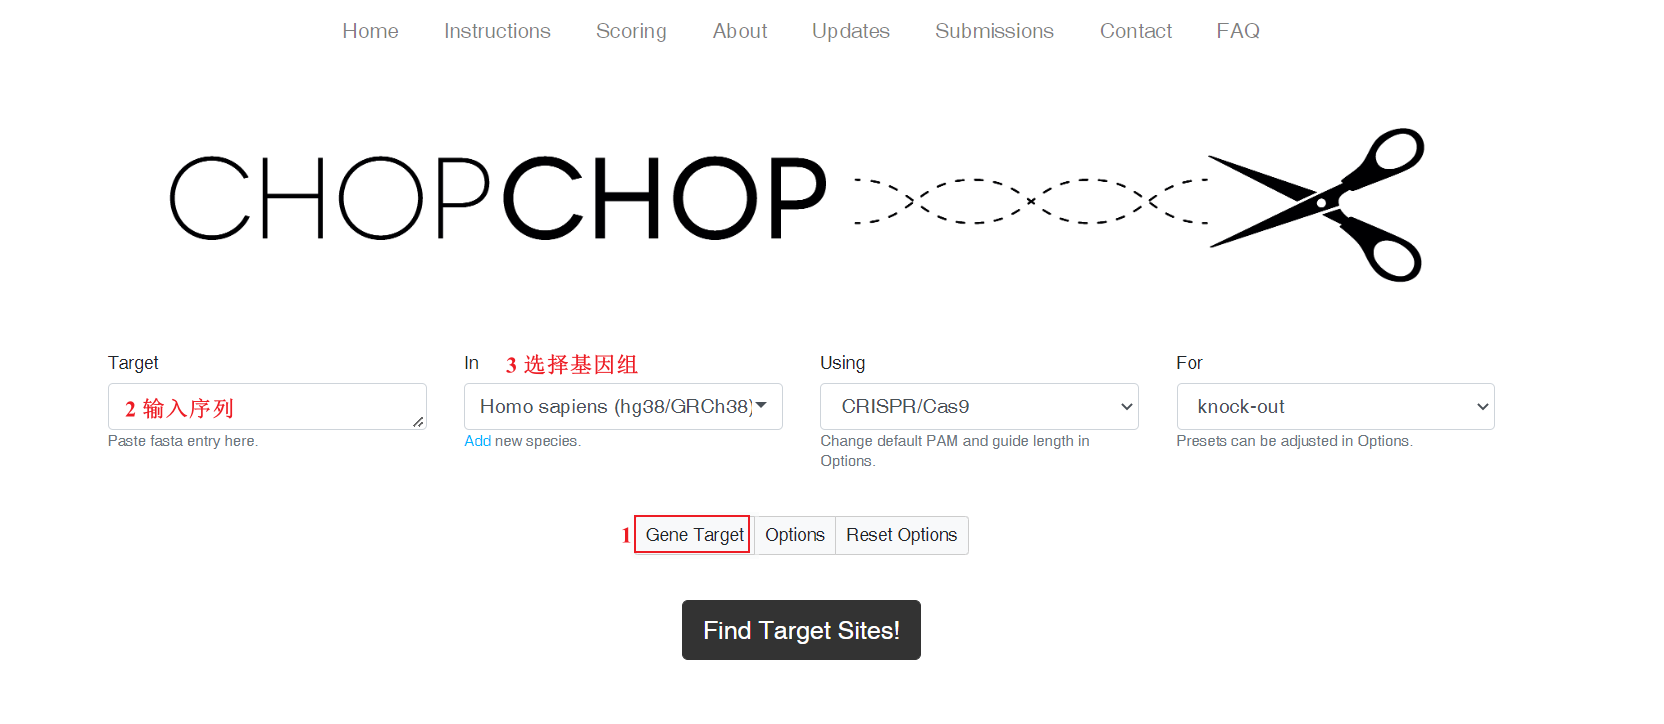 Home Instructions Scoring About Updates Submissions Contact FAQ
CHOPCHOP
Target In 3 选择基因组 Using For
2 输入序列 Homo sapiens (hg38/GRCh38) CRISPR/Cas9 knock-out
Paste fasta entry here. Add new species. Change default PAM and guide length in Presets can be adjusted in Options.
Options.
1 Gene Target Options Reset Options
Find Target Sites!